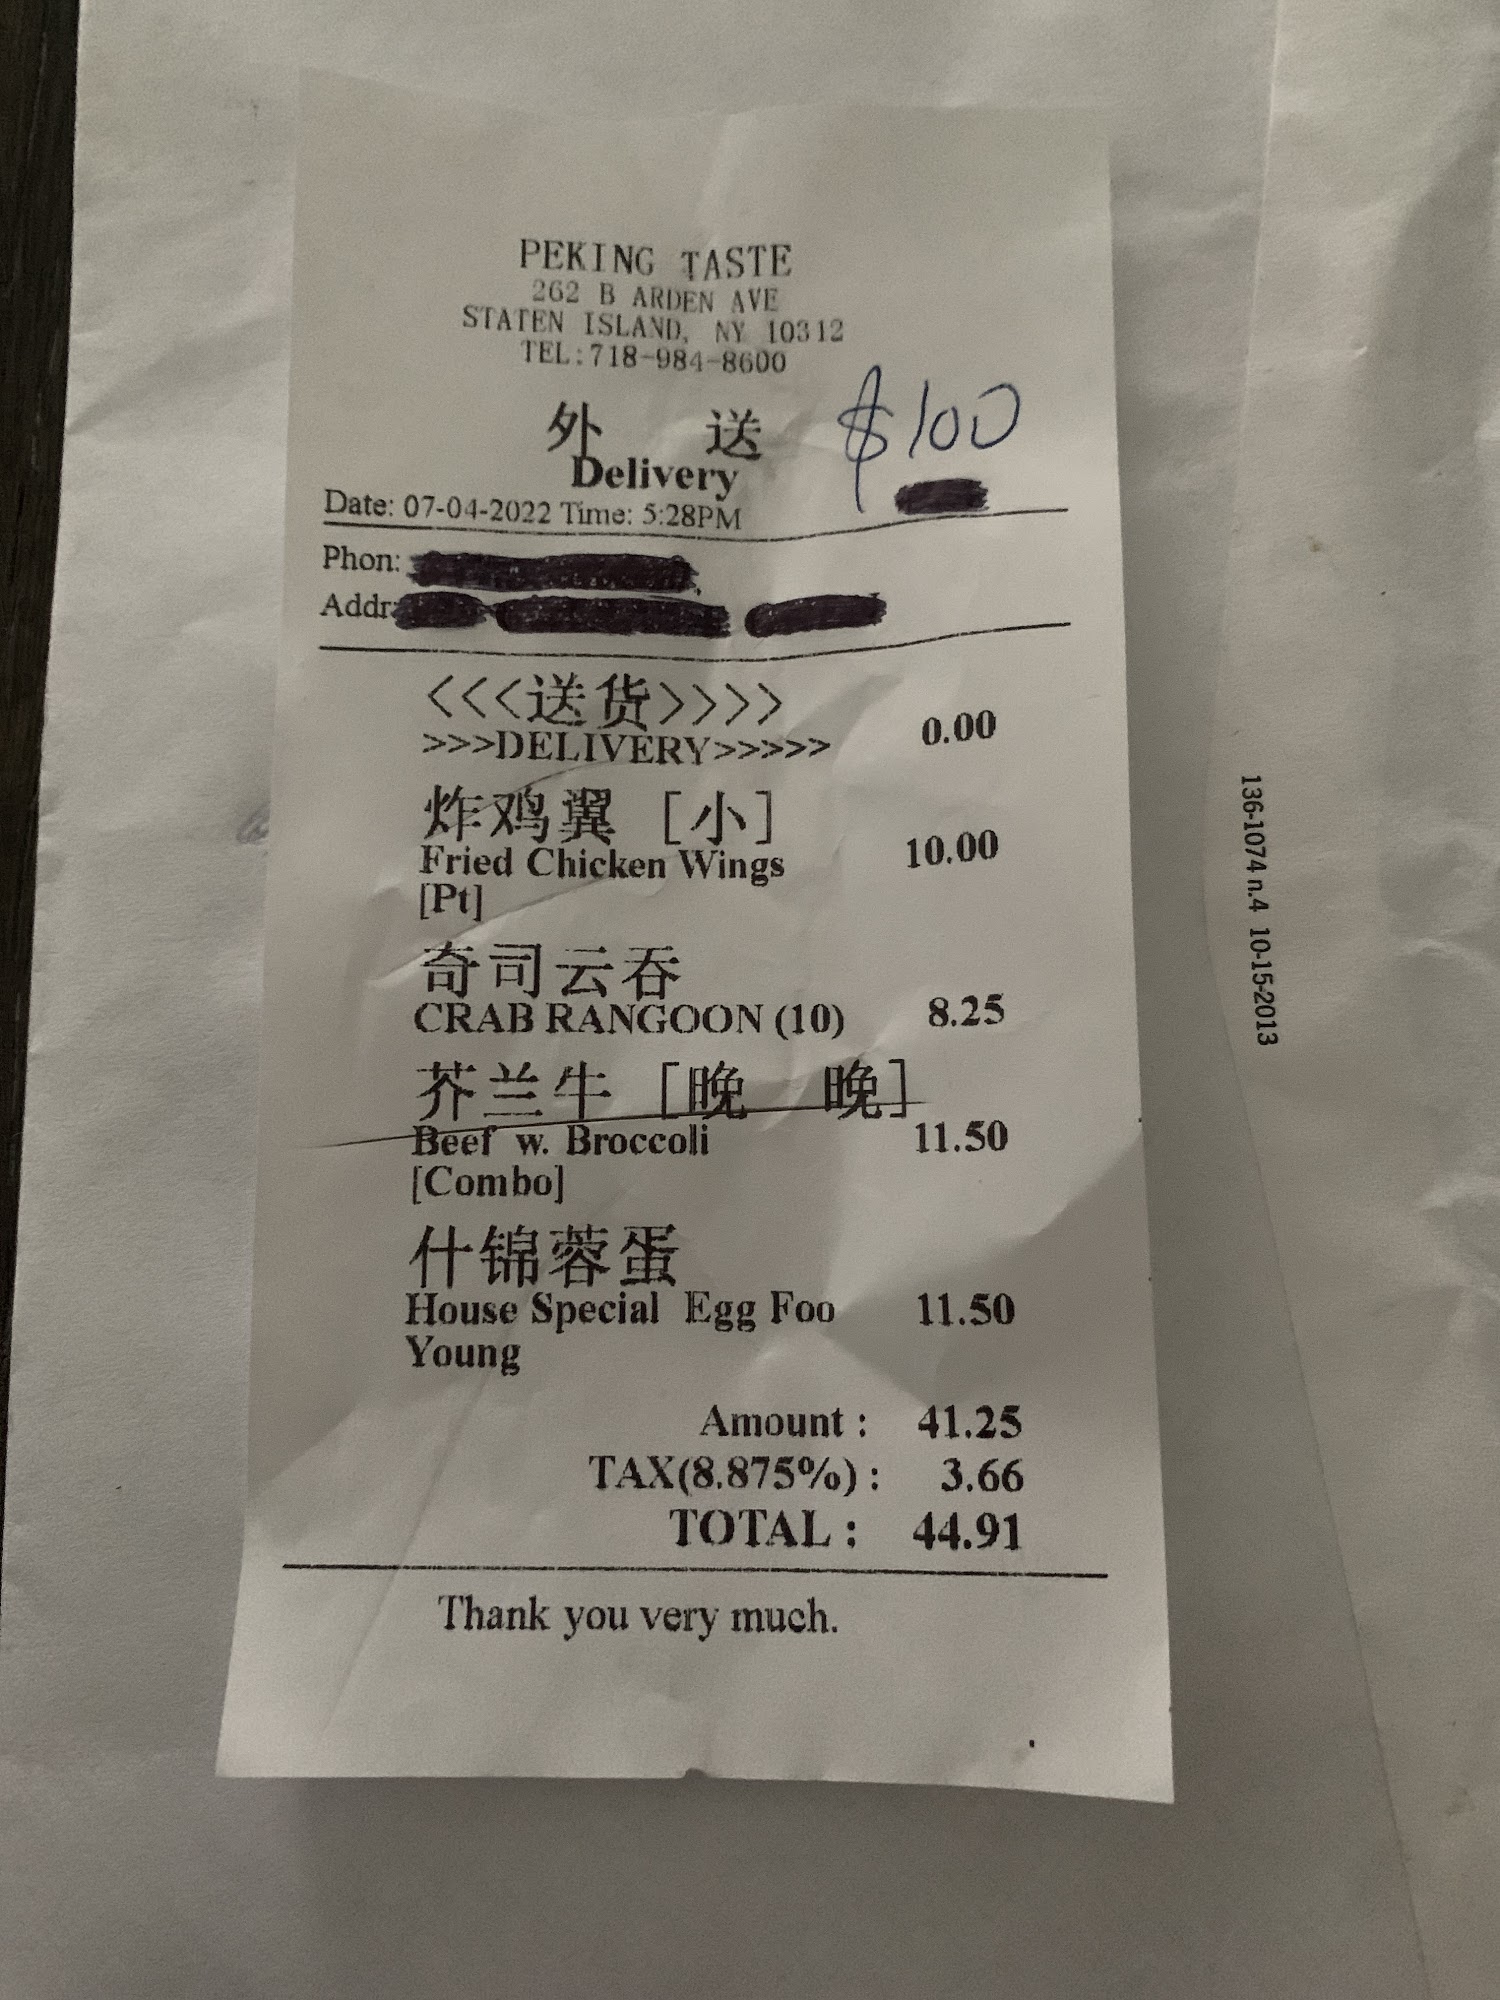 PEKING TASTE
262 B ARDEN AVE
STATEN ISLAND, NY 10312
TEL:718-984-8600
外 送
$100
Delivery
Date: 07-04-2022 Time: 5:28PM
Phon:
Addr:
<<<送货>>>>
>>>DELIVERY>>>>> 0.00
炸鸡翼 [小]
Fried Chicken Wings 10.00
[Pt]
奇司云吞
CRAB RANGOON (10) 8.25
芥兰牛 [晚 晚]
Beef w. Broccoli 11.50
[Combo]
什锦蓉蛋
House Special Egg Foo 11.50
Young
Amount : 41.25
TAX(8.875%) : 3.66
TOTAL : 44.91
Thank you very much.
136-1074 n.4 10-15-2013